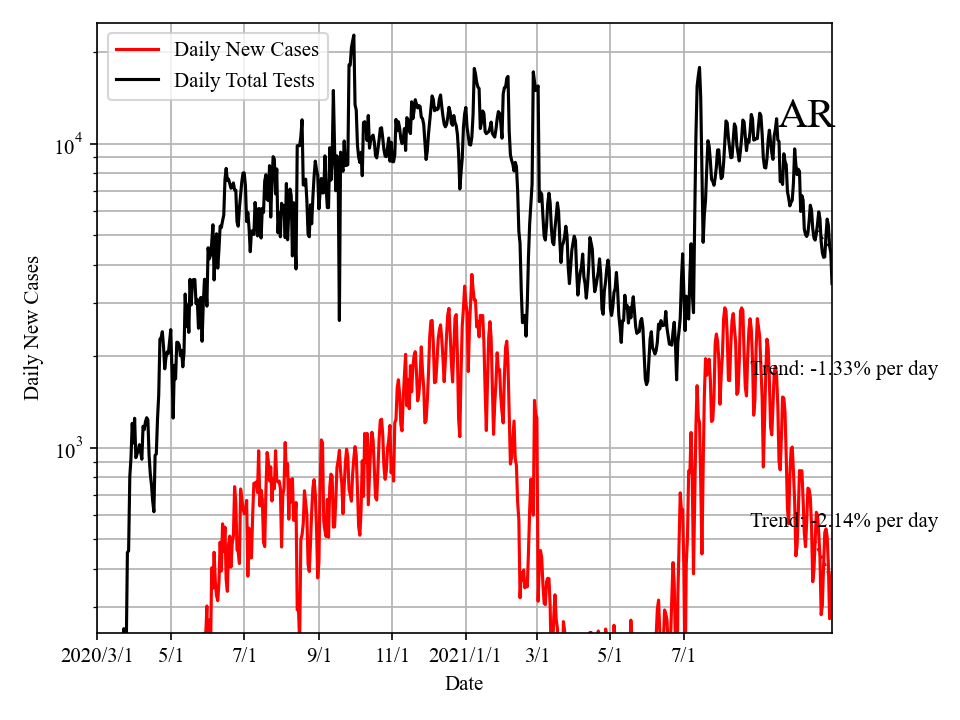 Daily New Cases
Daily Total Tests
AR
10^4
10^3
Daily New Cases
Trend: -1.33% per day
Trend: -2.14% per day
2020/3/1 5/1 7/1 9/1 11/1 2021/1/1 3/1 5/1 7/1
Date